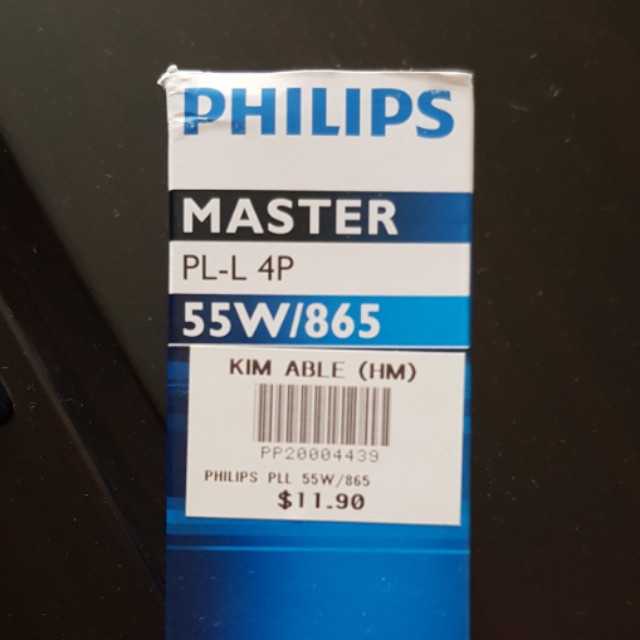 PHILIPS
MASTER
PL-L 4P
55W/865
KIM ABLE (HM)
PP20004439
PHILIPS PLL 55W/865
$11.90